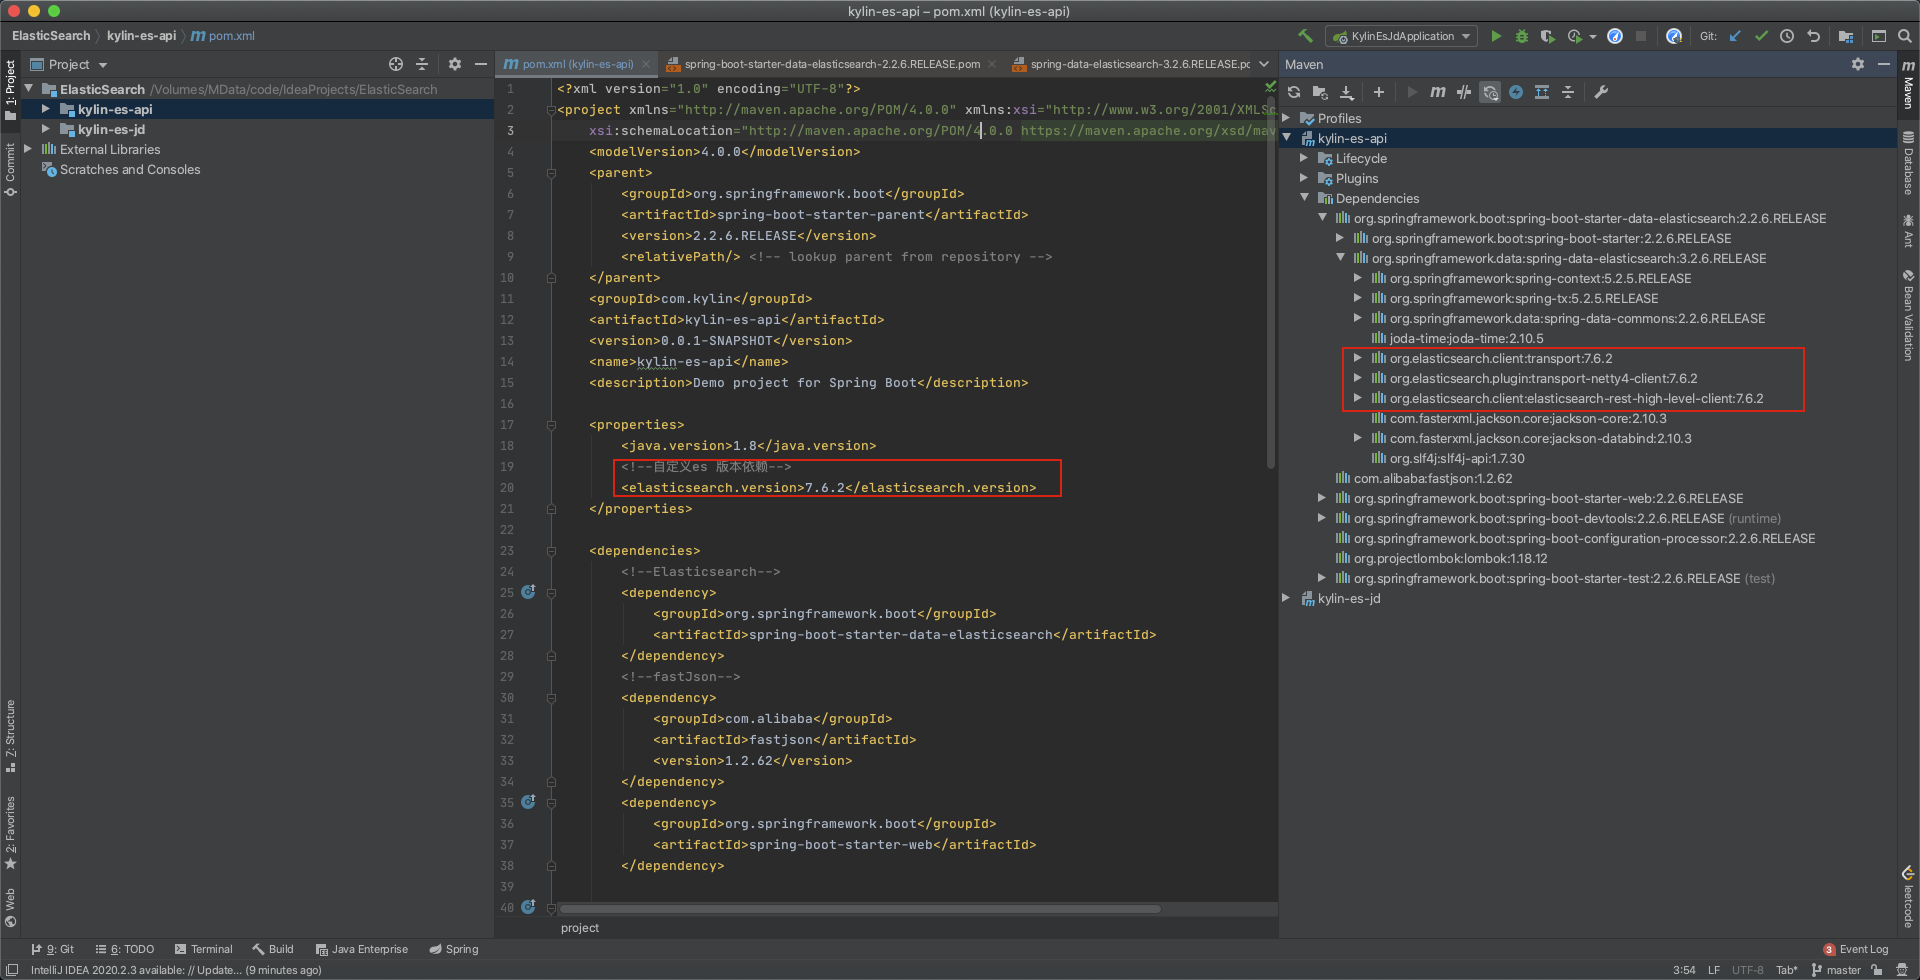 kylin-es-api – pom.xml (kylin-es-api)
ElasticSearch 〉 kylin-es-api 〉 m pom.xml
KylinEsJdApplication
Git:
Project
pom.xml (kylin-es-api)
spring-boot-starter-data-elasticsearch-2.2.6.RELEASE.pom
spring-data-elasticsearch-3.2.6.RELEASE.pc
Maven
1: Project
Commit
7: Structure
2: Favorites
Web
ElasticSearch /Volumes/MData/code/IdeaProjects/ElasticSearch
kylin-es-api
kylin-es-jd
External Libraries
Scratches and Consoles
1 <?xml version="1.0" encoding="UTF-8"?>
2 <project xmlns="http://maven.apache.org/POM/4.0.0" xmlns:xsi="http://www.w3.org/2001/XMLSc
3 xsi:schemaLocation="http://maven.apache.org/POM/4.0.0 https://maven.apache.org/xsd/mav
4 <modelVersion>4.0.0</modelVersion>
5 <parent>
6 <groupId>org.springframework.boot</groupId>
7 <artifactId>spring-boot-starter-parent</artifactId>
8 <version>2.2.6.RELEASE</version>
9 <relativePath/> <!-- lookup parent from repository -->
10 </parent>
11 <groupId>com.kylin</groupId>
12 <artifactId>kylin-es-api</artifactId>
13 <version>0.0.1-SNAPSHOT</version>
14 <name>kylin-es-api</name>
15 <description>Demo project for Spring Boot</description>
16
17 <properties>
18 <java.version>1.8</java.version>
19 <!--自定义es 版本依赖-->
20 <elasticsearch.version>7.6.2</elasticsearch.version>
21 </properties>
22
23 <dependencies>
24 <!--Elasticsearch-->
25 <dependency>
26 <groupId>org.springframework.boot</groupId>
27 <artifactId>spring-boot-starter-data-elasticsearch</artifactId>
28 </dependency>
29 <!--fastJson-->
30 <dependency>
31 <groupId>com.alibaba</groupId>
32 <artifactId>fastjson</artifactId>
33 <version>1.2.62</version>
34 </dependency>
35 <dependency>
36 <groupId>org.springframework.boot</groupId>
37 <artifactId>spring-boot-starter-web</artifactId>
38 </dependency>
39
40
project
Profiles
kylin-es-api
Lifecycle
Plugins
Dependencies
org.springframework.boot:spring-boot-starter-data-elasticsearch:2.2.6.RELEASE
org.springframework.boot:spring-boot-starter:2.2.6.RELEASE
org.springframework.data:spring-data-elasticsearch:3.2.6.RELEASE
org.springframework:spring-context:5.2.5.RELEASE
org.springframework:spring-tx:5.2.5.RELEASE
org.springframework.data:spring-data-commons:2.2.6.RELEASE
joda-time:joda-time:2.10.5
org.elasticsearch.client:transport:7.6.2
org.elasticsearch.plugin:transport-netty4-client:7.6.2
org.elasticsearch.client:elasticsearch-rest-high-level-client:7.6.2
com.fasterxml.jackson.core:jackson-core:2.10.3
com.fasterxml.jackson.core:jackson-databind:2.10.3
org.slf4j:slf4j-api:1.7.30
com.alibaba:fastjson:1.2.62
org.springframework.boot:spring-boot-starter-web:2.2.6.RELEASE
org.springframework.boot:spring-boot-devtools:2.2.6.RELEASE (runtime)
org.springframework.boot:spring-boot-configuration-processor:2.2.6.RELEASE
org.projectlombok:lombok:1.18.12
org.springframework.boot:spring-boot-starter-test:2.2.6.RELEASE (test)
kylin-es-jd
Maven
Database
Ant
Bean Validation
leetcode
9: Git
6: TODO
Terminal
Build
Java Enterprise
Spring
3 Event Log
IntelliJ IDEA 2020.2.3 available: // Update... (9 minutes ago)
3:54 LF UTF-8 Tab* master